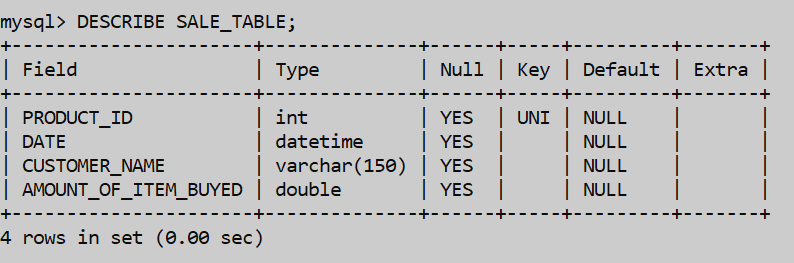 mysql> DESCRIBE SALE_TABLE;
+----------------------+--------------+------+-----+---------+-------+
| Field                | Type         | Null | Key | Default | Extra |
+----------------------+--------------+------+-----+---------+-------+
| PRODUCT_ID           | int          | YES  | UNI | NULL    |       |
| DATE                 | datetime     | YES  |     | NULL    |       |
| CUSTOMER_NAME        | varchar(150) | YES  |     | NULL    |       |
| AMOUNT_OF_ITEM_BUYED | double       | YES  |     | NULL    |       |
+----------------------+--------------+------+-----+---------+-------+
4 rows in set (0.00 sec)